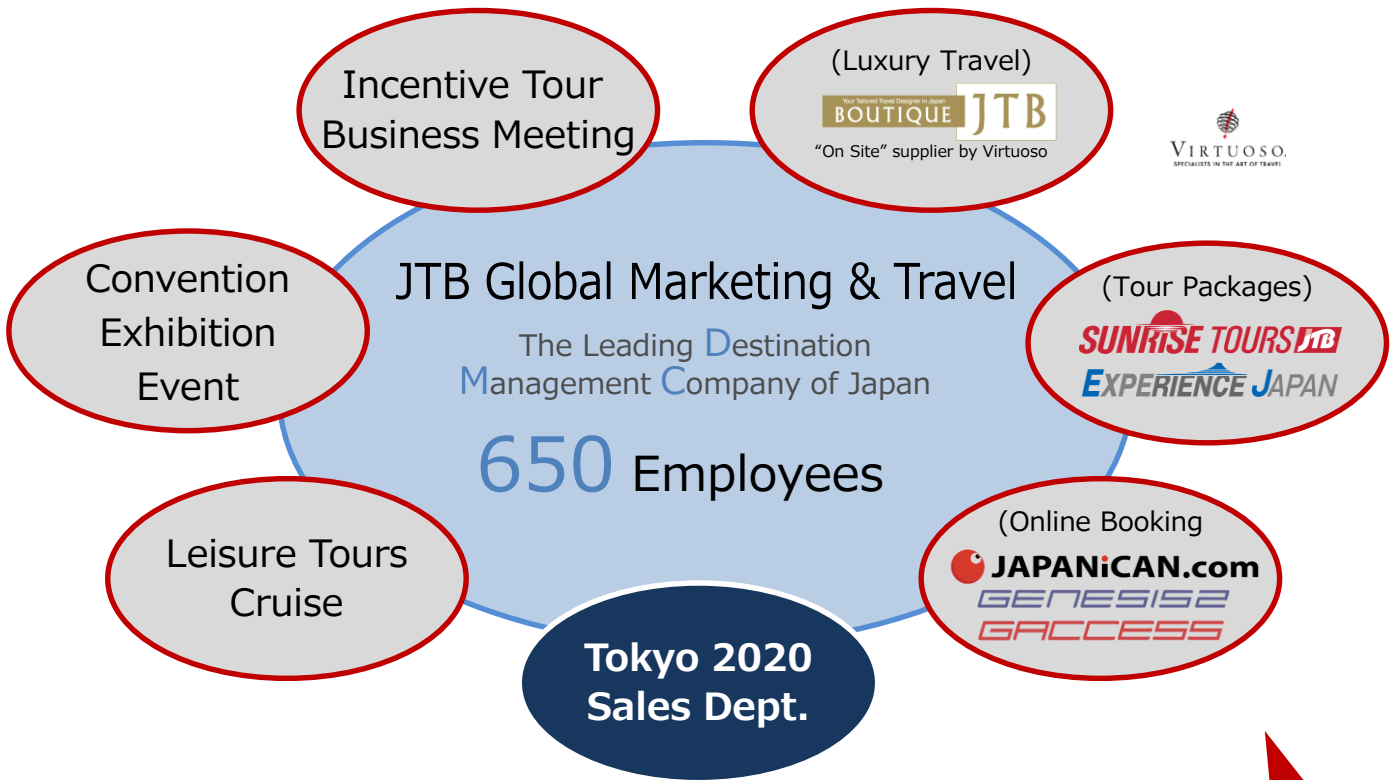 Incentive Tour
Business Meeting
(Luxury Travel)
Your Tailored Travel Designer in Japan
BOUTIQUE JTB
“On Site” supplier by Virtuoso
VIRTUOSO.
SPECIALISTS IN THE ART OF TRAVEL
Convention
Exhibition
Event
JTB Global Marketing & Travel
The Leading Destination
Management Company of Japan
650 Employees
(Tour Packages)
SUNRISE TOURS JTB
EXPERIENCE JAPAN
Leisure Tours
Cruise
(Online Booking
JAPANiCAN.com
GENESIS2
GACCESS
Tokyo 2020
Sales Dept.